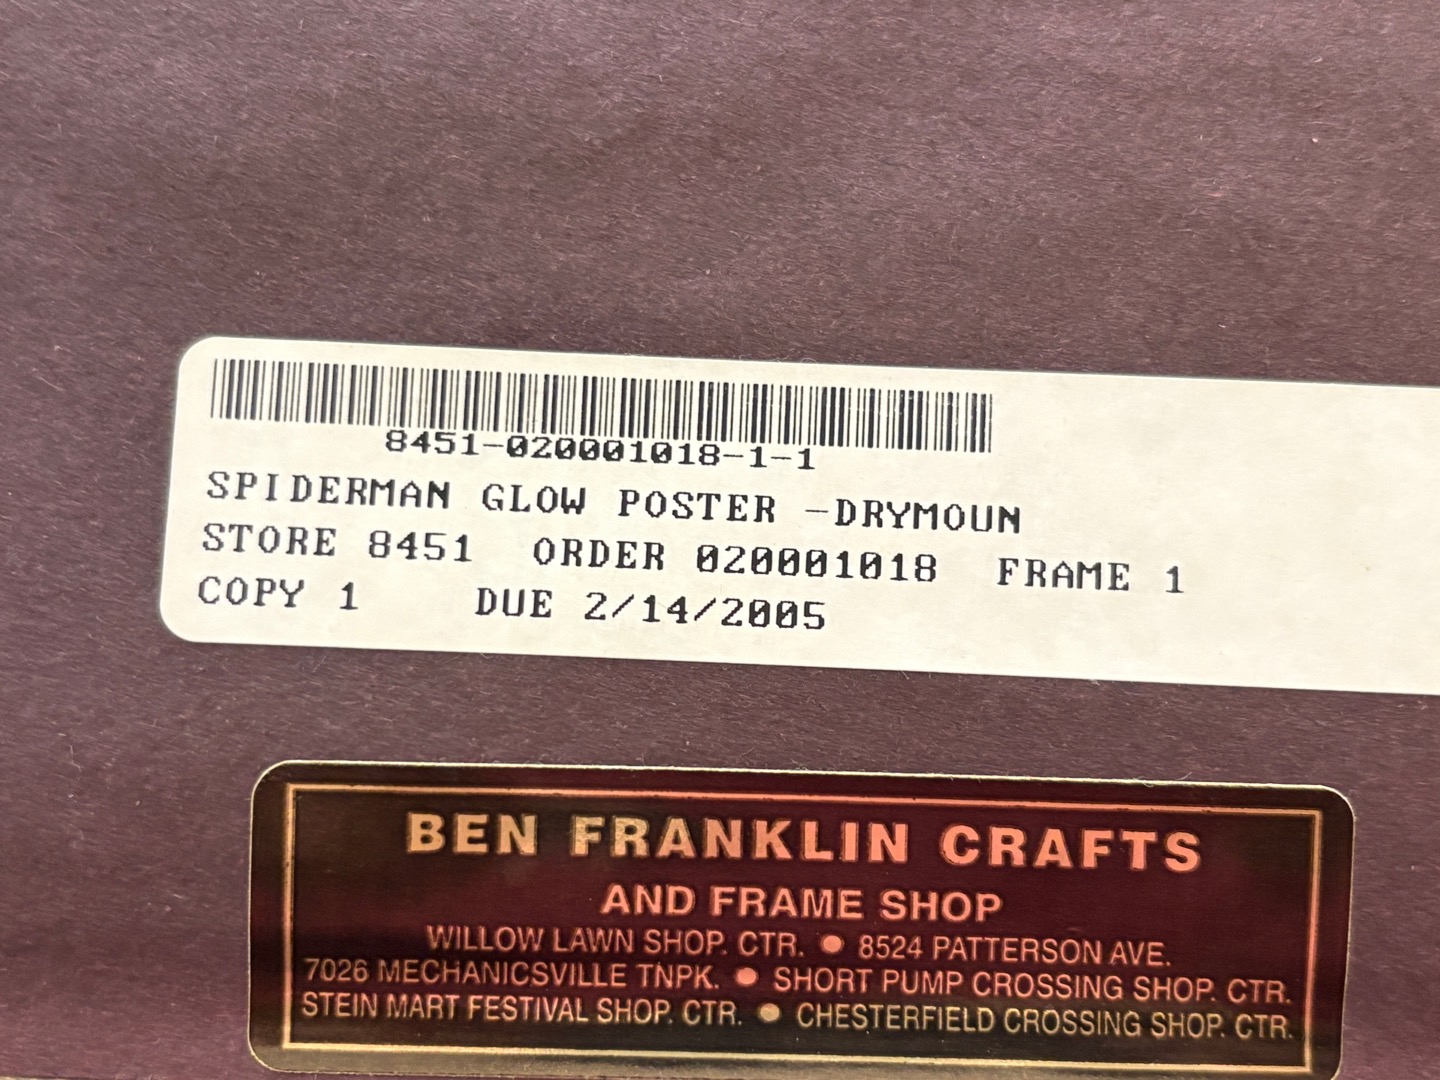 8451-020001018-1-1
SPIDERMAN GLOW POSTER -DRYMOUN
STORE 8451 ORDER 020001018 FRAME 1
COPY 1 DUE 2/14/2005
BEN FRANKLIN CRAFTS
AND FRAME SHOP
WILLOW LAWN SHOP. CTR. ● 8524 PATTERSON AVE.
7026 MECHANICSVILLE TNPK. ● SHORT PUMP CROSSING SHOP. CTR.
STEIN MART FESTIVAL SHOP. CTR. ● CHESTERFIELD CROSSING SHOP. CTR.